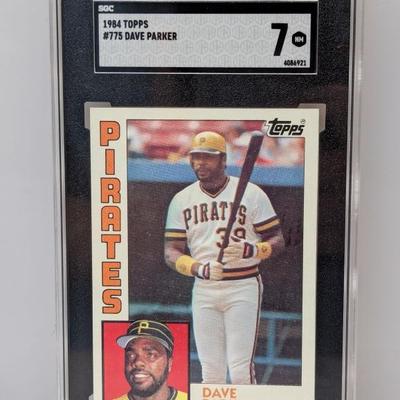 SGC
1984 TOPPS
#775 DAVE PARKER
7 NM
4086921
Topps
PIRATES
PIRATES
39
P
DAVE